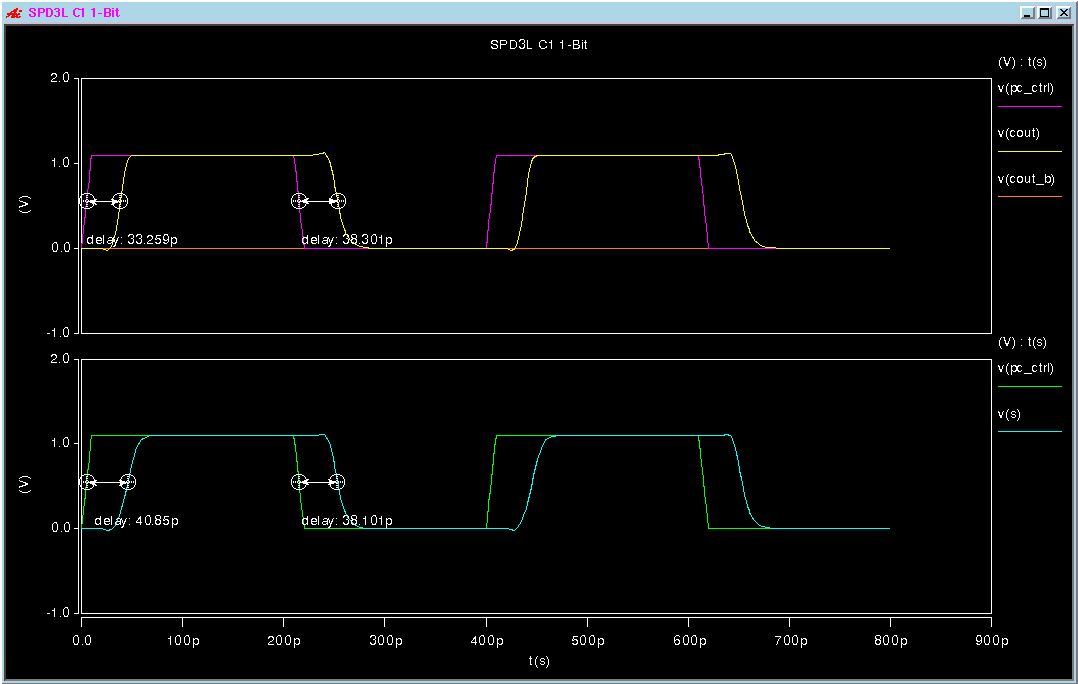 SPD3L C1 1-Bit
SPD3L C1 1-Bit
(V) : t(s)
v(pc_ctrl)
v(cout)
v(cout_b)
2.0
1.0
0.0
-1.0
(V)
delay: 33.259p
delay: 38.301p
(V) : t(s)
v(pc_ctrl)
v(s)
2.0
1.0
0.0
-1.0
(V)
delay: 40.85p
delay: 38.101p
0.0 100p 200p 300p 400p 500p 600p 700p 800p 900p
t(s)